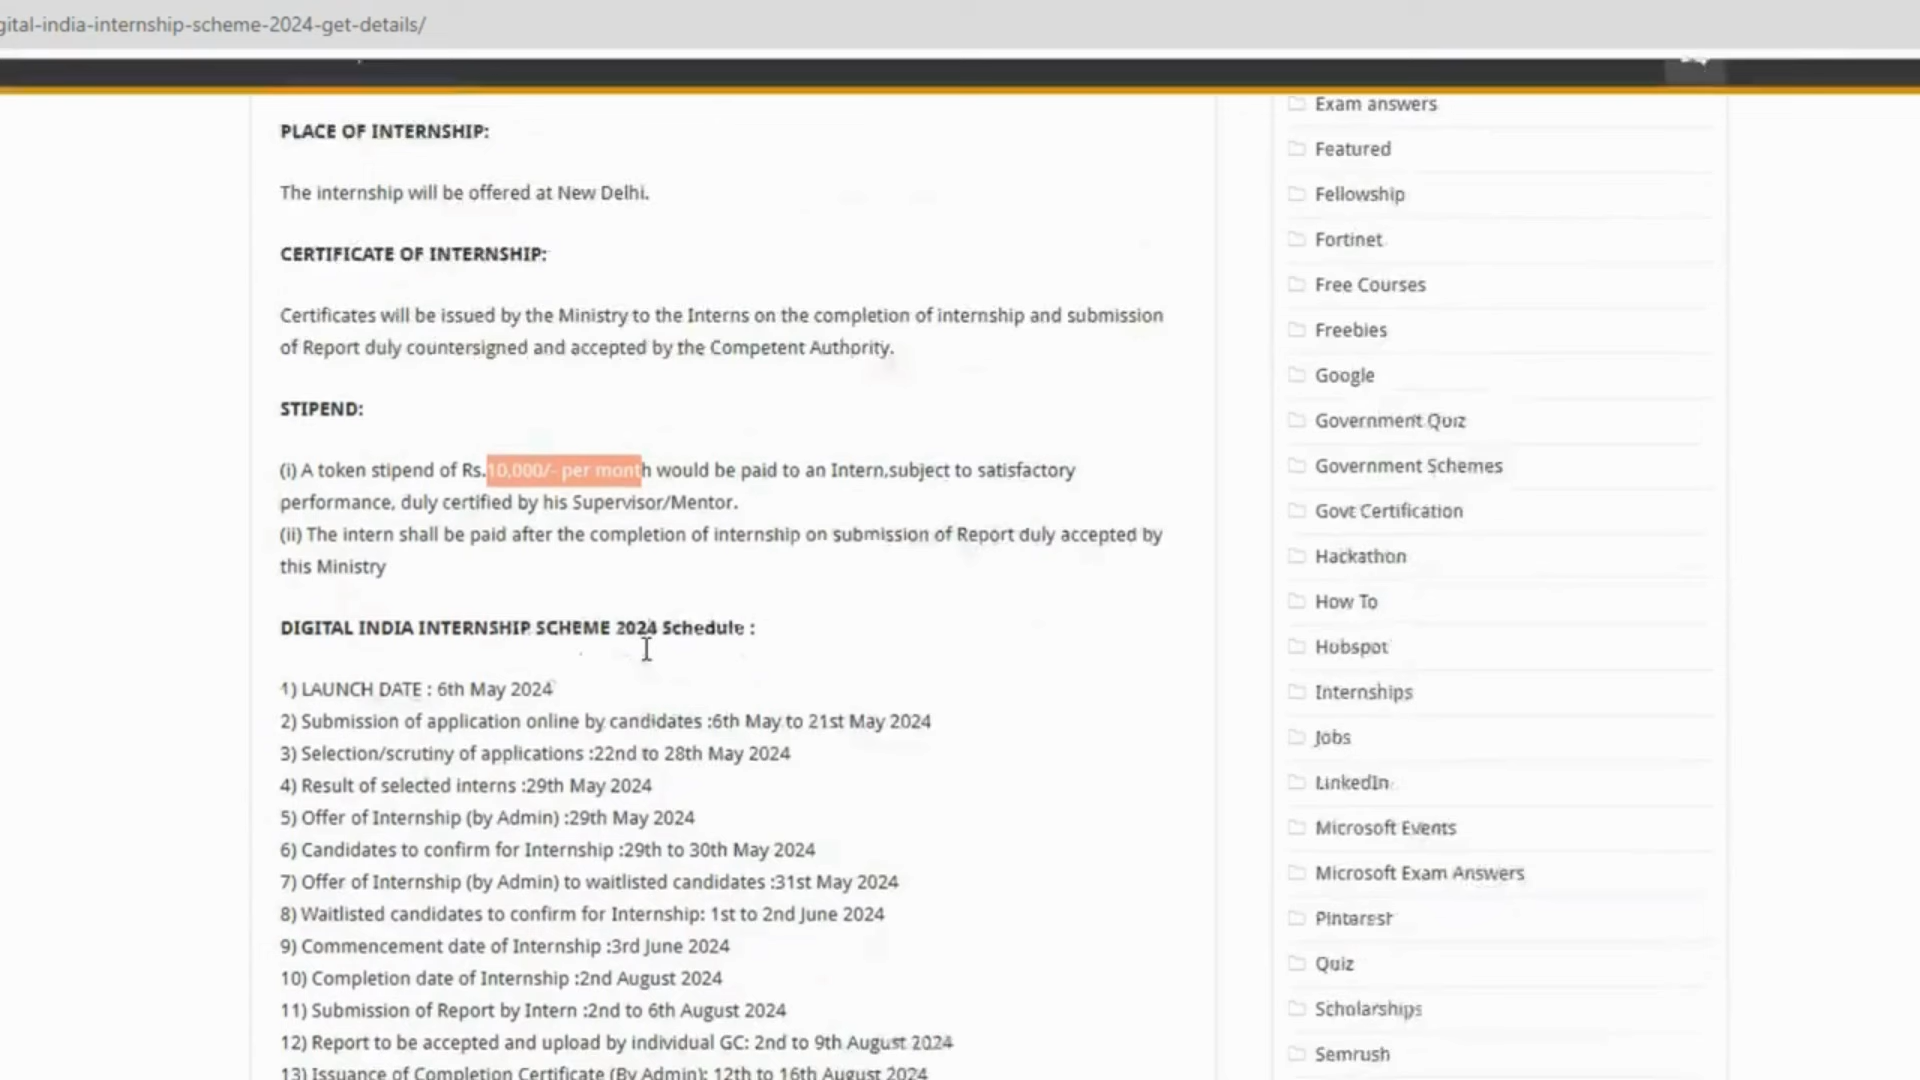 gital-india-internship-scheme-2024-get-details/
PLACE OF INTERNSHIP:
The internship will be offered at New Delhi.
CERTIFICATE OF INTERNSHIP:
Certificates will be issued by the Ministry to the Interns on the completion of internship and submission
of Report duly countersigned and accepted by the Competent Authority.
STIPEND:
(i) A token stipend of Rs.10,000/- per month would be paid to an Intern,subject to satisfactory
performance, duly certified by his Supervisor/Mentor.
(ii) The intern shall be paid after the completion of internship on submission of Report duly accepted by
this Ministry
DIGITAL INDIA INTERNSHIP SCHEME 2024 Schedule :
1) LAUNCH DATE : 6th May 2024
2) Submission of application online by candidates :6th May to 21st May 2024
3) Selection/scrutiny of applications :22nd to 28th May 2024
4) Result of selected interns :29th May 2024
5) Offer of Internship (by Admin) :29th May 2024
6) Candidates to confirm for Internship :29th to 30th May 2024
7) Offer of Internship (by Admin) to waitlisted candidates :31st May 2024
8) Waitlisted candidates to confirm for Internship: 1st to 2nd June 2024
9) Commencement date of Internship :3rd June 2024
10) Completion date of Internship :2nd August 2024
11) Submission of Report by Intern :2nd to 6th August 2024
12) Report to be accepted and upload by individual GC: 2nd to 9th August 2024
13) Issuance of Completion Certificate (By Admin): 12th to 16th August 2024
Exam answers
Featured
Fellowship
Fortinet
Free Courses
Freebies
Google
Government Quiz
Government Schemes
Govt Certification
Hackathon
How To
Hubspot
Internships
Jobs
LinkedIn
Microsoft Events
Microsoft Exam Answers
Pintarest
Quiz
Scholarships
Semrush